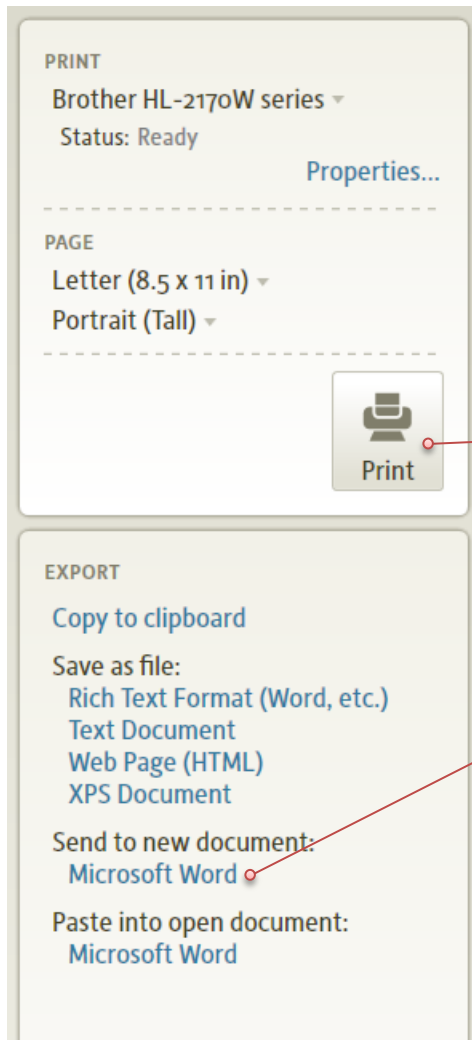 PRINT
Brother HL-2170W series
Status: Ready
Properties...
PAGE
Letter (8.5 x 11 in)
Portrait (Tall)
Print
EXPORT
Copy to clipboard
Save as file:
Rich Text Format (Word, etc.)
Text Document
Web Page (HTML)
XPS Document
Send to new document:
Microsoft Word
Paste into open document:
Microsoft Word